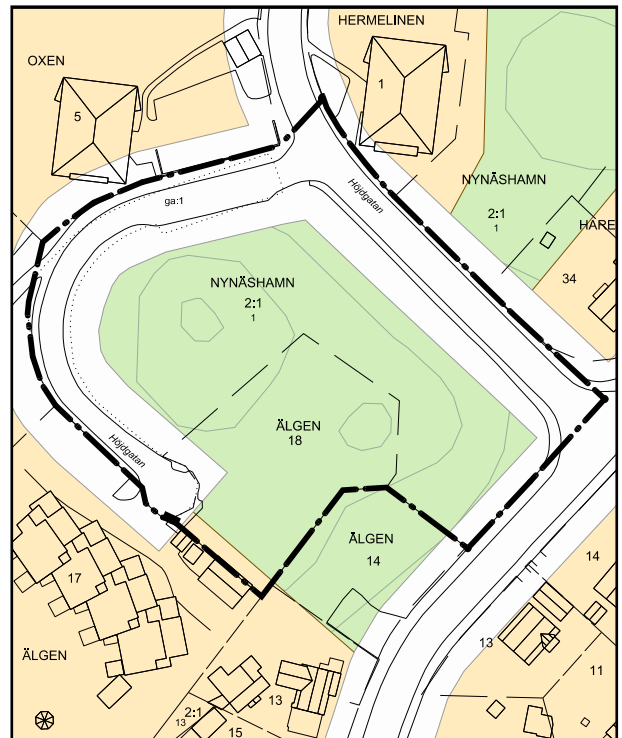 HERMELINEN
OXEN
1
5
Höjdgatan
NYNÄSHAMN
2:1
1
ga:1
HARE
34
NYNÄSHAMN
2:1
1
ÄLGEN
18
Höjdgatan
ÄLGEN
14
14
17
13
11
ÄLGEN
13
2:1
13
15